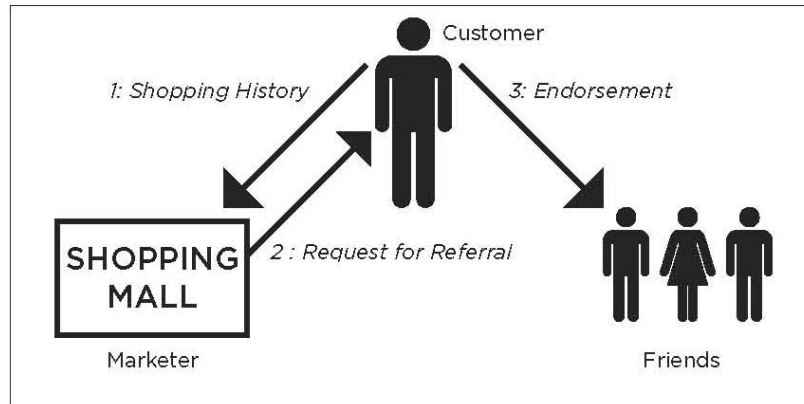 Customer
1: Shopping History
3: Endorsement
2 : Request for Referral
SHOPPING
MALL
Marketer
Friends